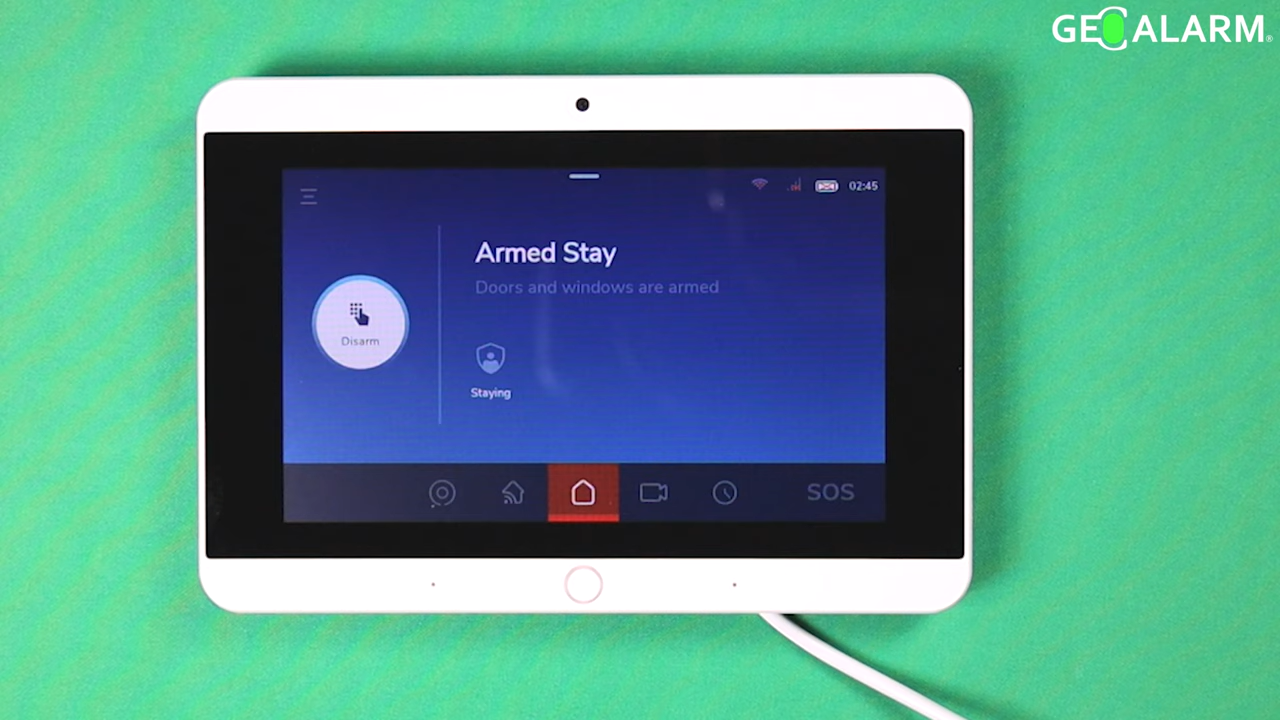 GEOALARM®
02:45
Armed Stay
Doors and windows are armed
Disarm
Staying
SOS